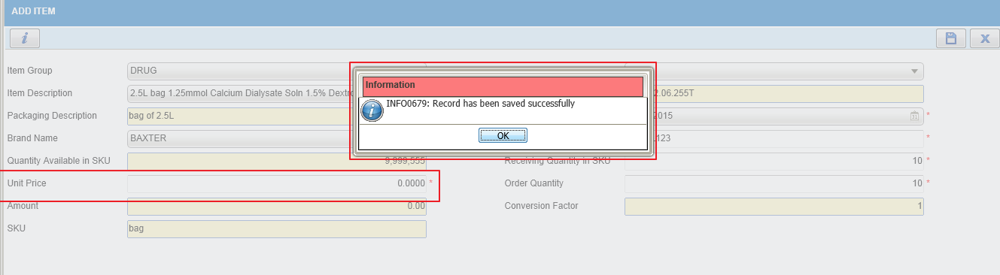 ADD ITEM
Item Group DRUG
Information
Item Description 2.5L bag 1.25mmol Calcium Dialysate Soln 1.5% Dextro 2.06.255T
INFO0679: Record has been saved successfully
Packaging Description bag of 2.5L 2015 31 *
Brand Name BAXTER 123 *
OK
Quantity Available in SKU 9,999,555 Receiving Quantity in SKU 10 *
Unit Price 0.0000 * Order Quantity 10 *
Amount 0.00 Conversion Factor 1
SKU bag